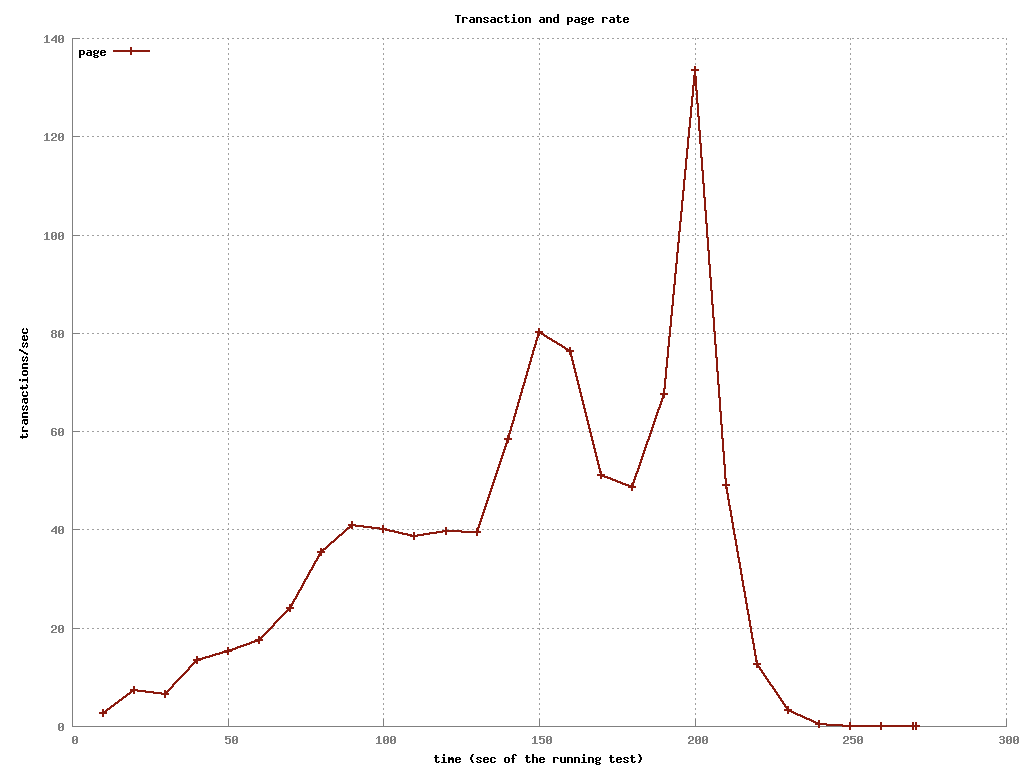 Transaction and page rate
page
140
120
100
80
60
40
20
0
transactions/sec
0 50 100 150 200 250 300
time (sec of the running test)